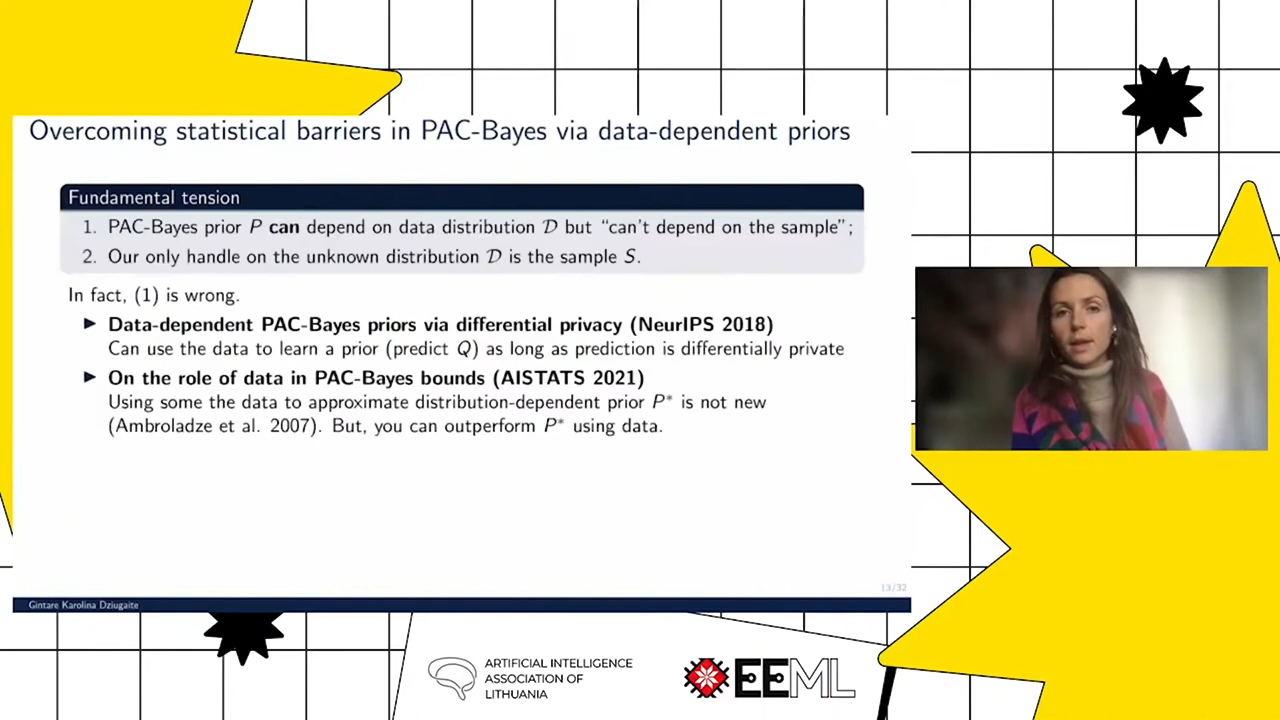 Overcoming statistical barriers in PAC-Bayes via data-dependent priors
Fundamental tension
1. PAC-Bayes prior P can depend on data distribution 𝒟 but “can’t depend on the sample”;
2. Our only handle on the unknown distribution 𝒟 is the sample S.
In fact, (1) is wrong.
▶ Data-dependent PAC-Bayes priors via differential privacy (NeurIPS 2018)
Can use the data to learn a prior (predict Q) as long as prediction is differentially private
▶ On the role of data in PAC-Bayes bounds (AISTATS 2021)
Using some the data to approximate distribution-dependent prior P* is not new
(Ambroladze et al. 2007). But, you can outperform P* using data.
13/32
Gintare Karolina Dziugaite
ARTIFICIAL INTELLIGENCE
ASSOCIATION OF
LITHUANIA
EEML